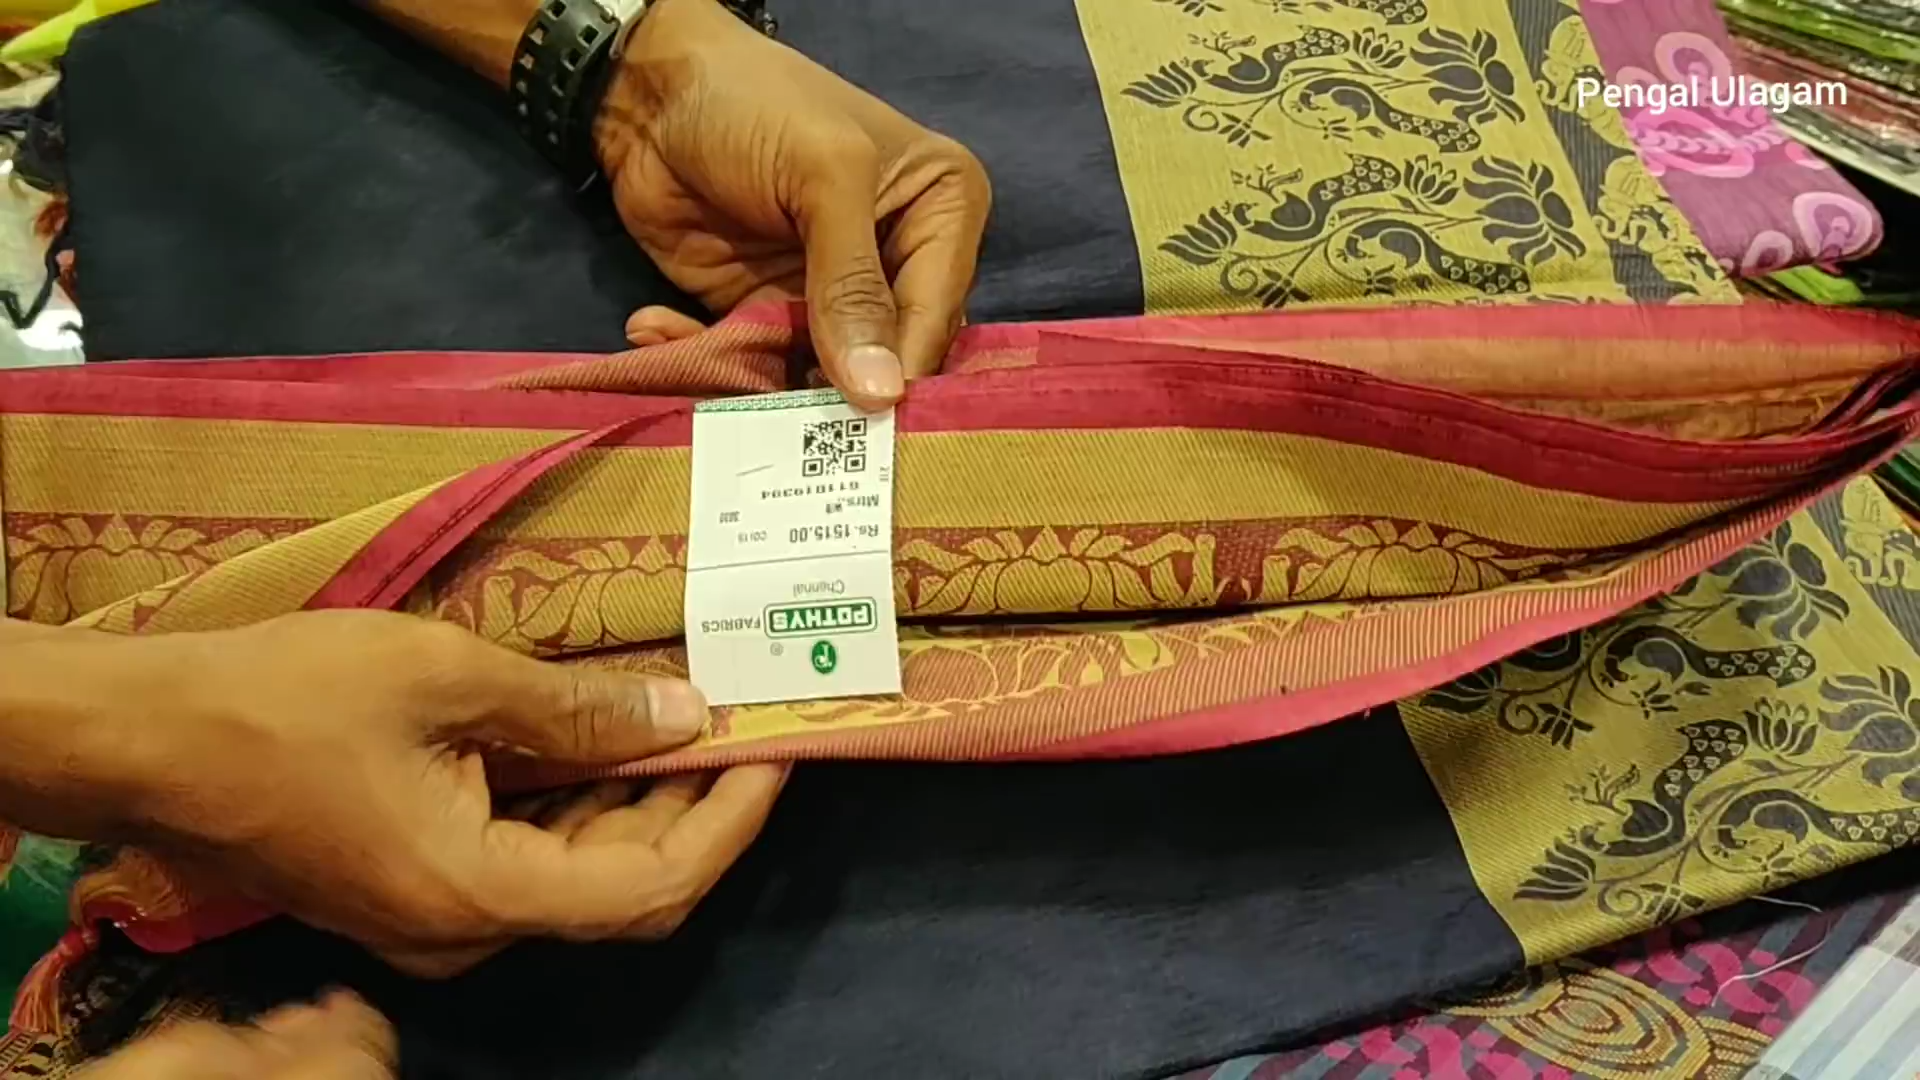 Pengal Ulagam
POTHYS
FABRICS
Chennai
Rs. 1515.00
Mtrs.